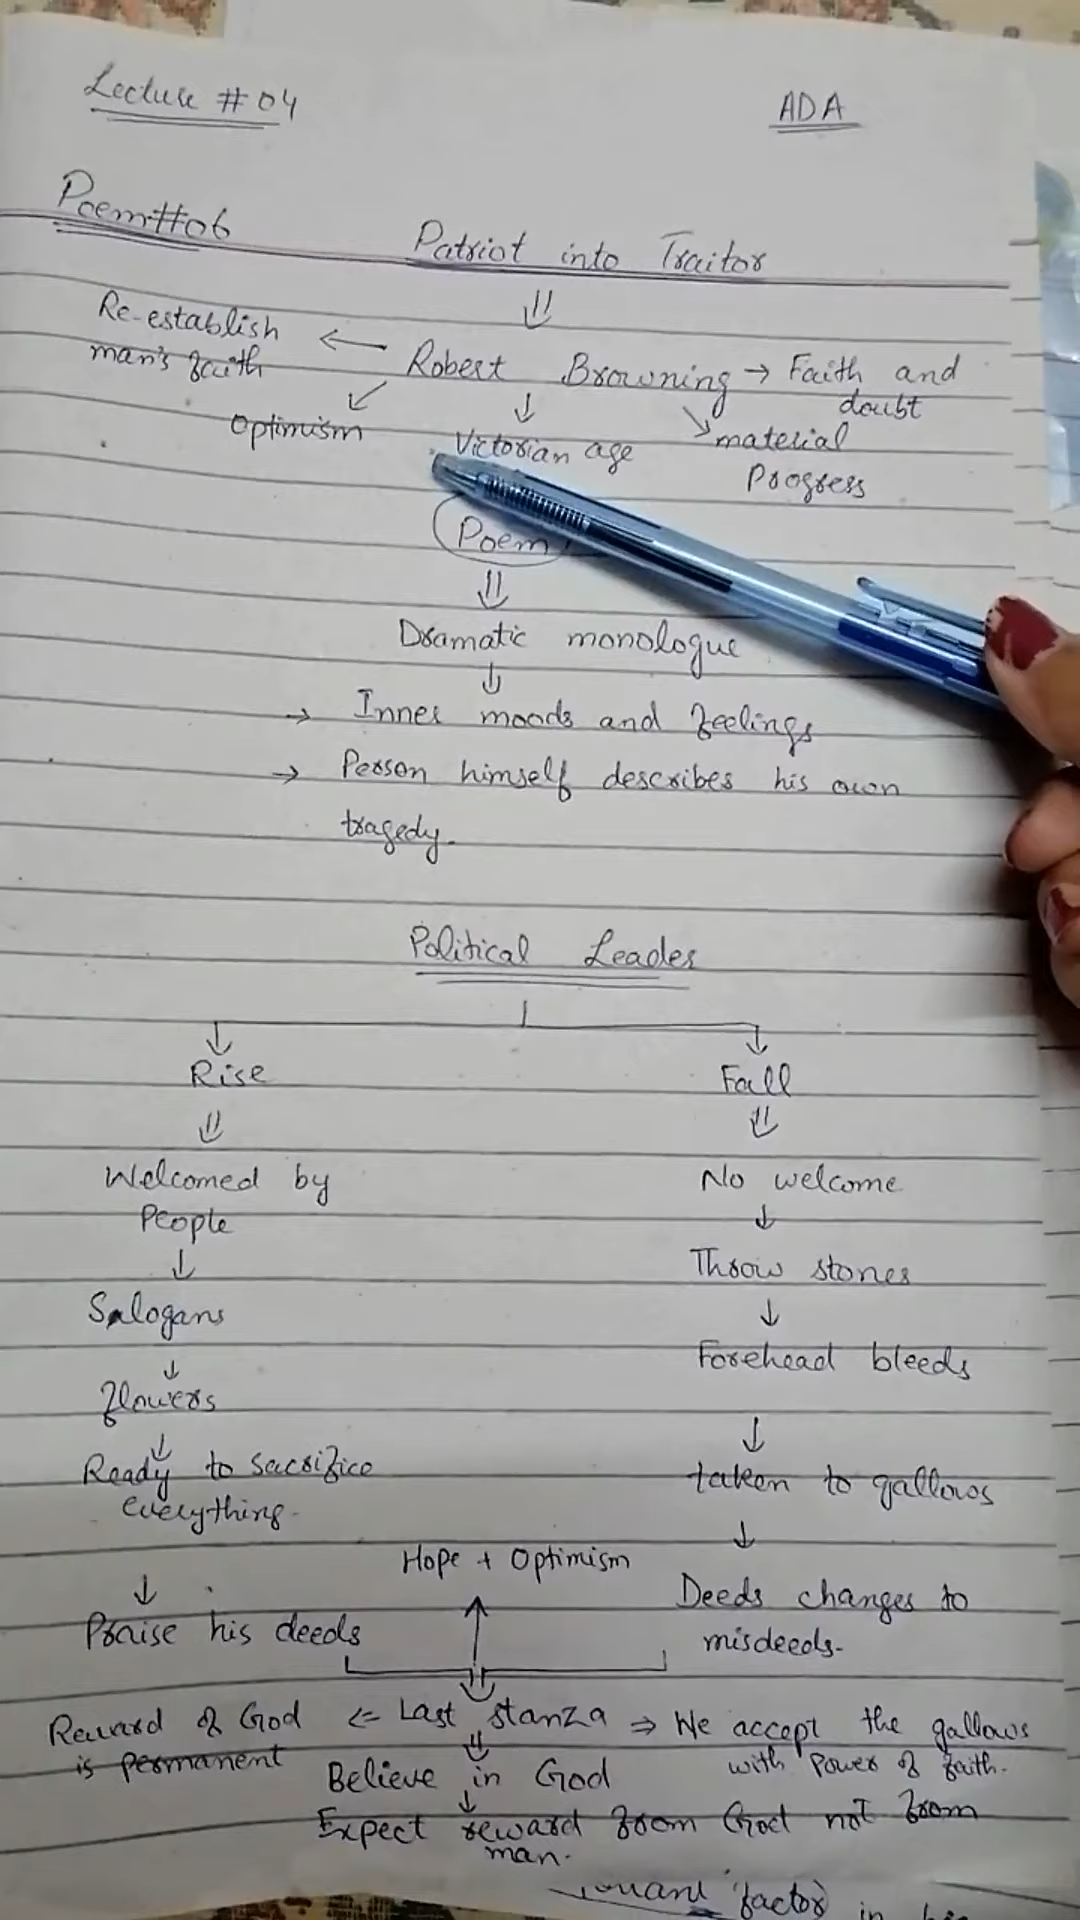 Lecture # 04
ADA
Poem#06
Patriot into Traitor
Re-establish
man's faith
Robert Browning → Faith and
doubt
Optimism
Victorian age
material
Progress
Poem
Dramatic monologue
→ Inner moods and feelings
→ Person himself describes his own
tragedy.
Political Leader
Rise
Fall
Welcomed by
People
No welcome
Throw stones
Slogans
Forehead bleeds
flowers
Ready to sacrifice
everything.
taken to gallows
Hope + Optimism
Deeds changes to
misdeeds.
Praise his deeds
Reward of God ⇐ Last stanza ⇒ We accept the gallows
is permanent
with Power of faith.
Believe in God
Expect reward from God not from
man.
factor in